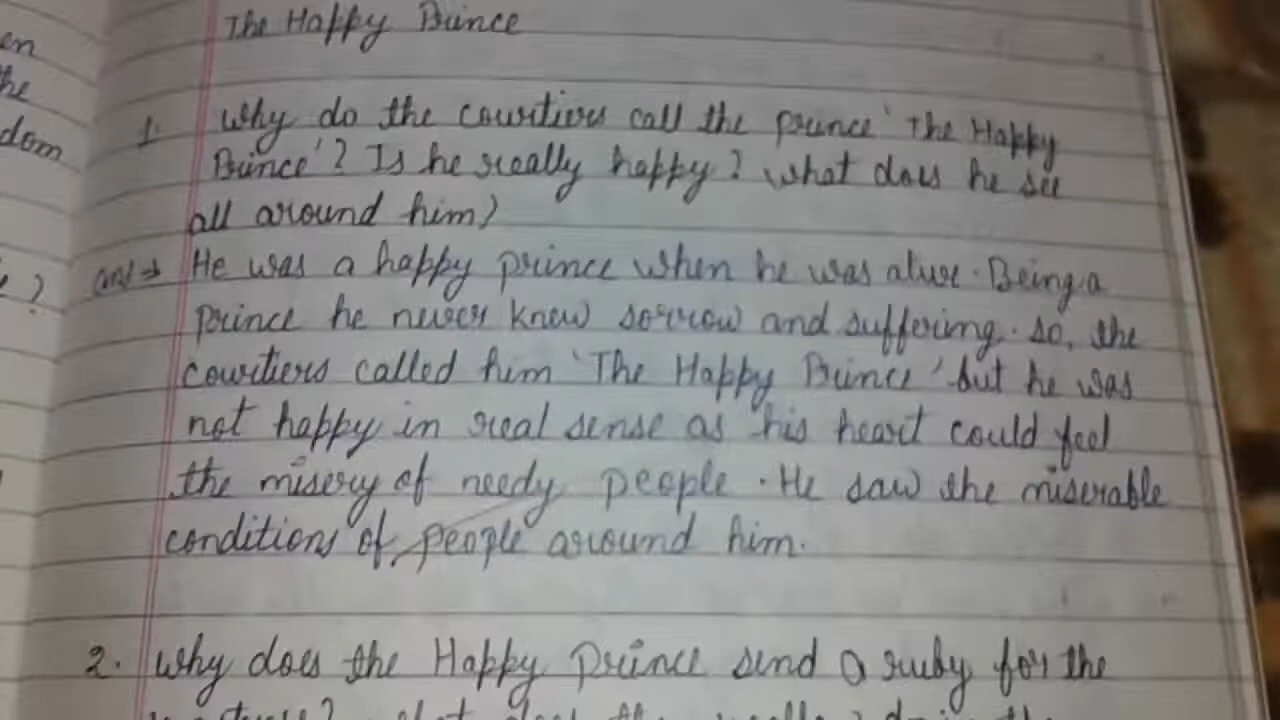 The Happy Prince
en
he
dom
1. Why do the courtiers call the prince 'The Happy
Prince'? Is he really happy? What does he see
all around him?
ans→ He was a happy prince when he was alive. Being a
prince he never knew sorrow and suffering. so, the
courtiers called him 'The Happy Prince' but he was
not happy in real sense as his heart could feel
the misery of needy people. He saw the miserable
conditions of people around him.
2. Why does the Happy Prince send a ruby for the